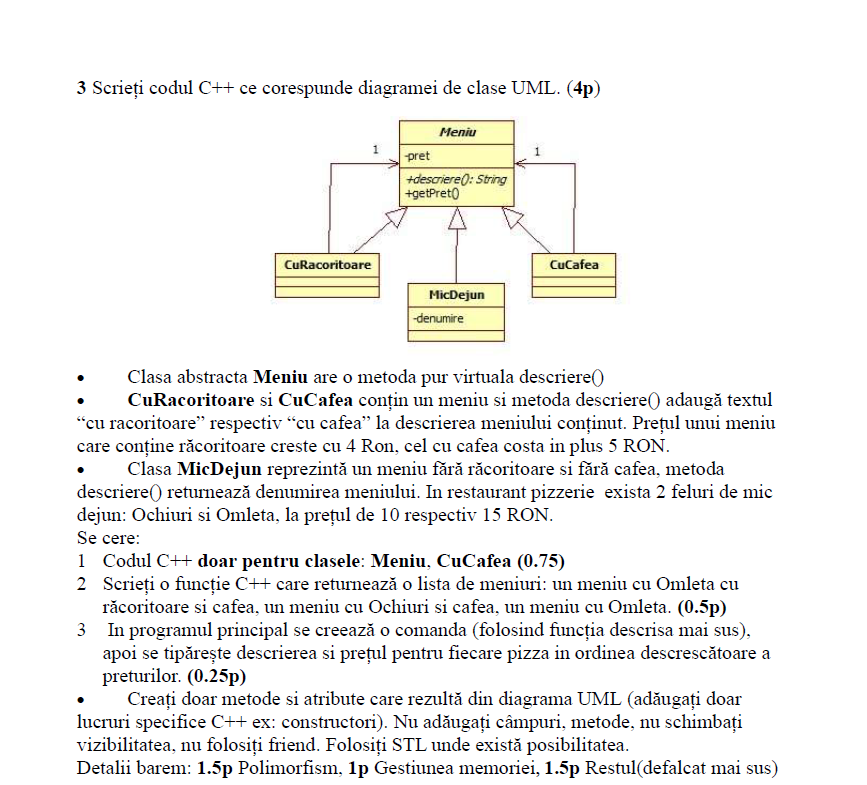 3 Scrieți codul C++ ce corespunde diagramei de clase UML. (4p)
Meniu
-pret
+descriere(): String
+getPret()
1
1
CuRacoritoare
MicDejun
-denumire
CuCafea
• Clasa abstracta Meniu are o metoda pur virtuala descriere()
• CuRacoritoare si CuCafea conțin un meniu si metoda descriere() adaugă textul
“cu racoritoare” respectiv “cu cafea” la descrierea meniului conținut. Prețul unui meniu
care conține răcoritoare creste cu 4 Ron, cel cu cafea costa in plus 5 RON.
• Clasa MicDejun reprezintă un meniu fără răcoritoare si fără cafea, metoda
descriere() returnează denumirea meniului. In restaurant pizzerie exista 2 feluri de mic
dejun: Ochiuri si Omleta, la prețul de 10 respectiv 15 RON.
Se cere:
1 Codul C++ doar pentru clasele: Meniu, CuCafea (0.75)
2 Scrieți o funcție C++ care returnează o lista de meniuri: un meniu cu Omleta cu
răcoritoare si cafea, un meniu cu Ochiuri si cafea, un meniu cu Omleta. (0.5p)
3 In programul principal se creează o comanda (folosind funcția descrisa mai sus),
apoi se tipărește descrierea si prețul pentru fiecare pizza in ordinea descrescătoare a
preturilor. (0.25p)
• Creați doar metode si atribute care rezultă din diagrama UML (adăugați doar
lucruri specifice C++ ex: constructori). Nu adăugați câmpuri, metode, nu schimbați
vizibilitatea, nu folosiți friend. Folosiți STL unde există posibilitatea.
Detalii barem: 1.5p Polimorfism, 1p Gestiunea memoriei, 1.5p Restul(defalcat mai sus)